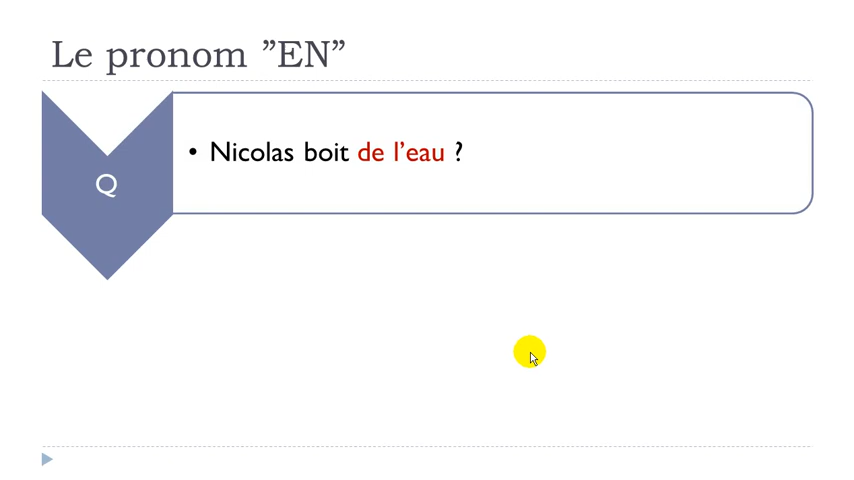 Le pronom ”EN”
Q
• Nicolas boit de l’eau ?